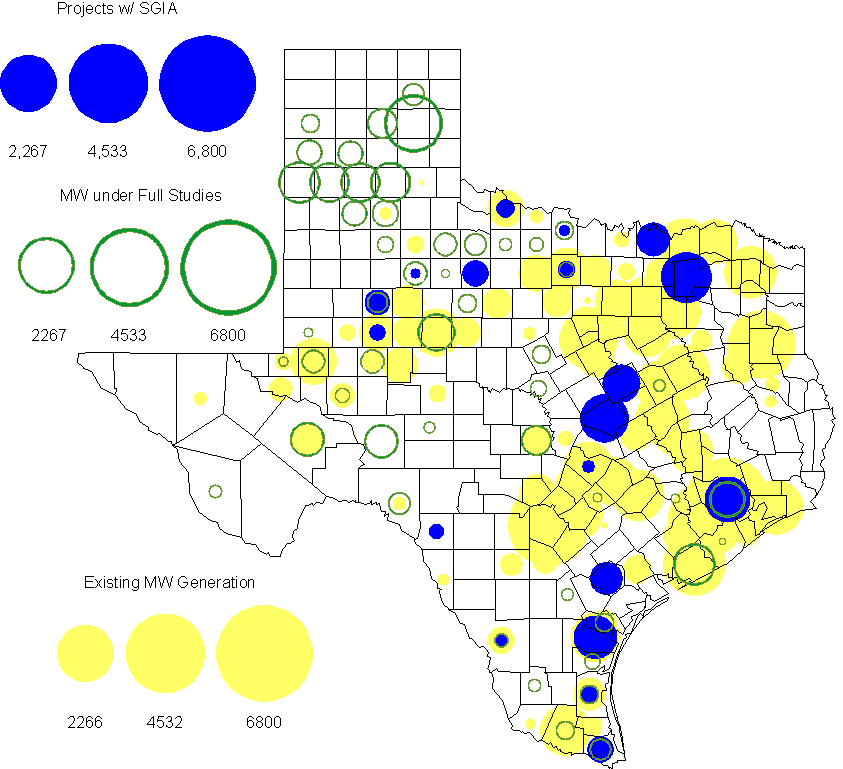 Projects w/ SGIA
2,267 4,533 6,800
MW under Full Studies
2267 4533 6800
Existing MW Generation
2266 4532 6800